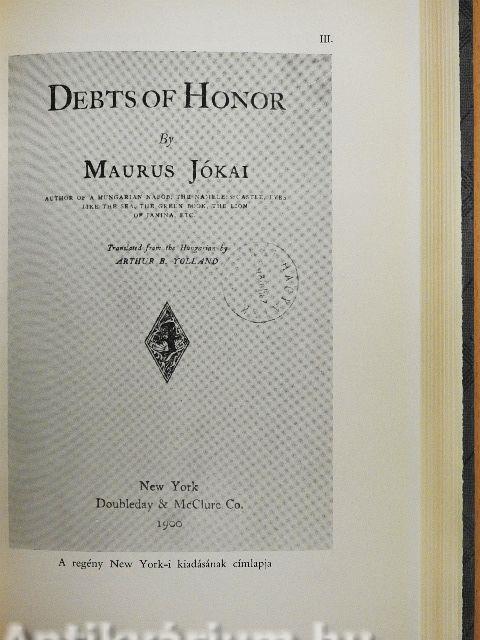 III.
DEBTS OF HONOR
By
MAURUS JÓKAI
AUTHOR OF A HUNGARIAN NABOB, THE NAMELESS CASTLE, EYES
LIKE THE SEA, THE GREEN BOOK, THE LION
OF JANINA, ETC.
Translated from the Hungarian by
ARTHUR B. YOLLAND
New York
Doubleday & McClure Co.
1900
A regény New York-i kiadásának címlapja
Antikvárium.hu